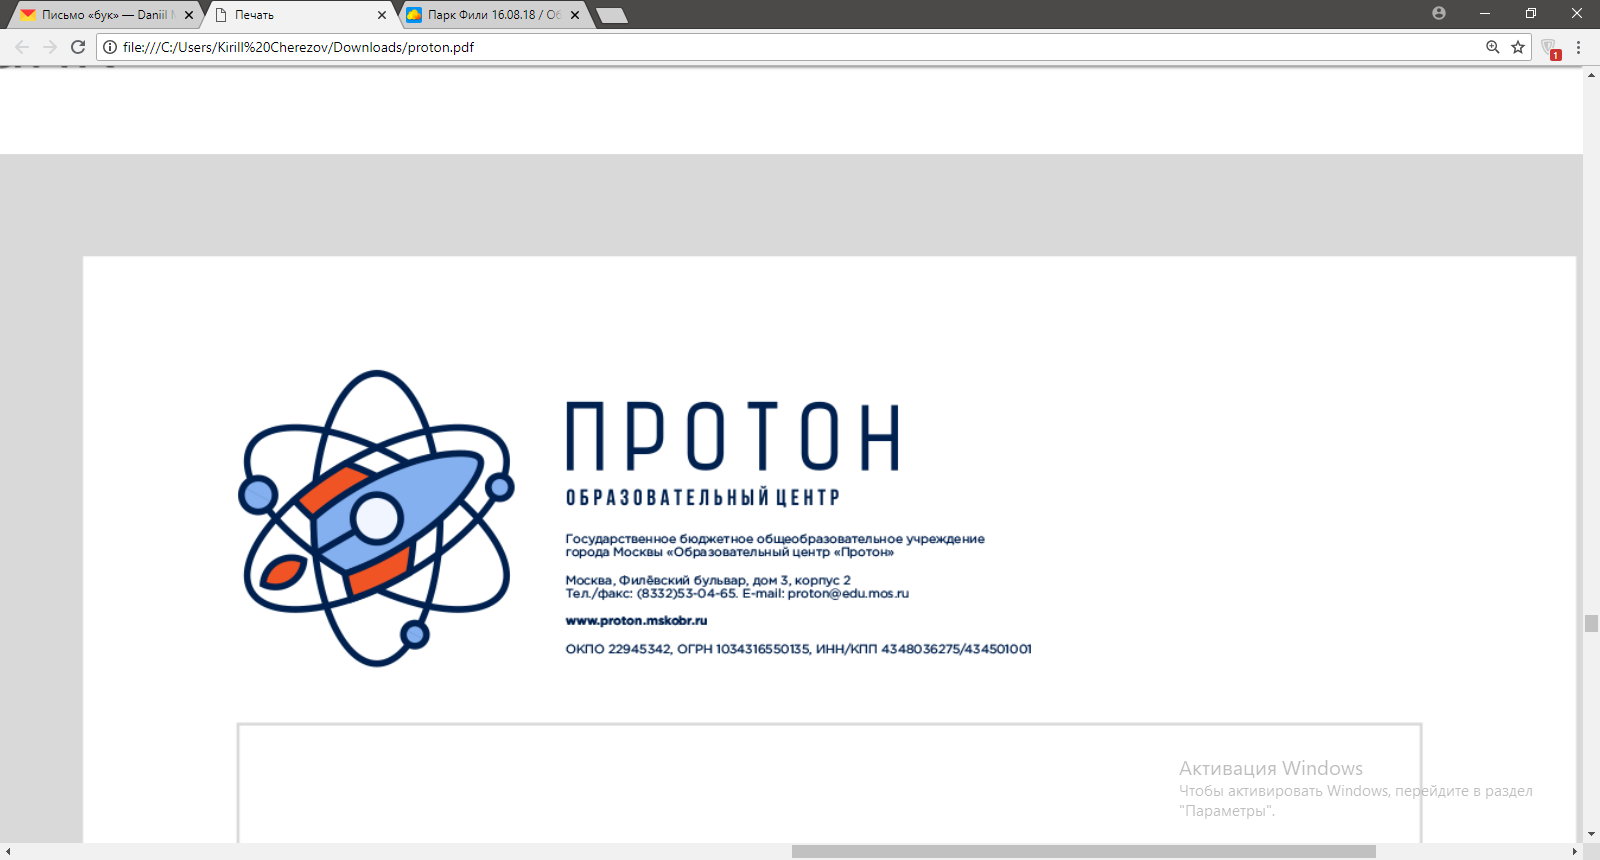 Письмо «бук» — Daniil
Печать
Парк Фили 16.08.18 / Об
file:///C:/Users/Kirill%20Cherezov/Downloads/proton.pdf
1
ПРОТОН
ОБРАЗОВАТЕЛЬНЫЙ ЦЕНТР
Государственное бюджетное общеобразовательное учреждение
города Москвы «Образовательный центр «Протон»
Москва, Филёвский бульвар, дом 3, корпус 2
Тел./факс: (8332)53-04-65. E-mail: proton@edu.mos.ru
www.proton.mskobr.ru
ОКПО 22945342, ОГРН 1034316550135, ИНН/КПП 4348036275/434501001
Активация Windows
Чтобы активировать Windows, перейдите в раздел
"Параметры".